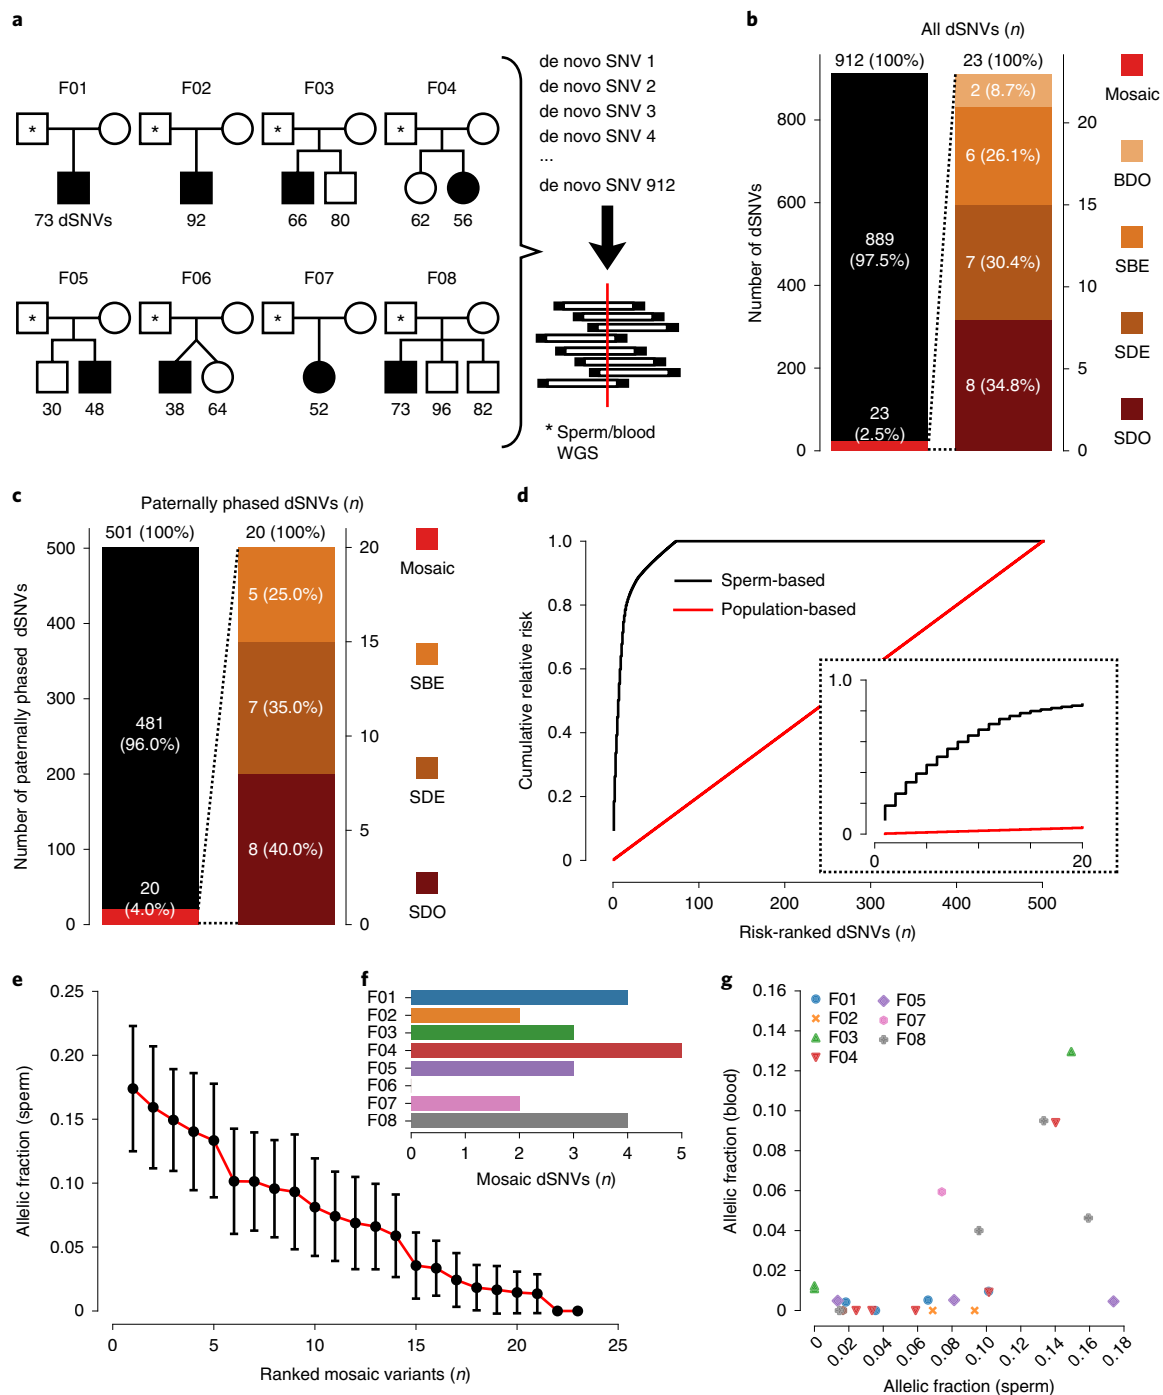 a
F01 F02 F03 F04
* * * *
73 dSNVs 92 66 80 62 56
F05 F06 F07 F08
* * * *
30 48 38 64 52 73 96 82
de novo SNV 1
de novo SNV 2
de novo SNV 3
de novo SNV 4
...
de novo SNV 912
* Sperm/blood
WGS
b
All dSNVs (n)
912 (100%) 23 (100%)
Number of dSNVs
800
600
400
200
0
889
(97.5%)
23
(2.5%)
2 (8.7%)
6 (26.1%)
7 (30.4%)
8 (34.8%)
20
15
10
5
0
Mosaic
BDO
SBE
SDE
SDO
c
Paternally phased dSNVs (n)
501 (100%) 20 (100%)
Number of paternally phased dSNVs
500
400
300
200
100
0
481
(96.0%)
20
(4.0%)
5 (25.0%)
7 (35.0%)
8 (40.0%)
20
15
10
5
0
Mosaic
SBE
SDE
SDO
d
Cumulative relative risk
1.0
0.8
0.6
0.4
0.2
0
Sperm-based
Population-based
1.0
0
0 20
0 100 200 300 400 500
Risk-ranked dSNVs (n)
e
Allelic fraction (sperm)
0.25
0.20
0.15
0.10
0.05
0
0 5 10 15 20 25
Ranked mosaic variants (n)
f
F01
F02
F03
F04
F05
F06
F07
F08
0 1 2 3 4 5
Mosaic dSNVs (n)
g
Allelic fraction (blood)
0.16
0.14
0.12
0.10
0.08
0.06
0.04
0.02
0
F01
F02
F03
F04
F05
F07
F08
0 0.02 0.04 0.06 0.08 0.10 0.12 0.14 0.16 0.18
Allelic fraction (sperm)